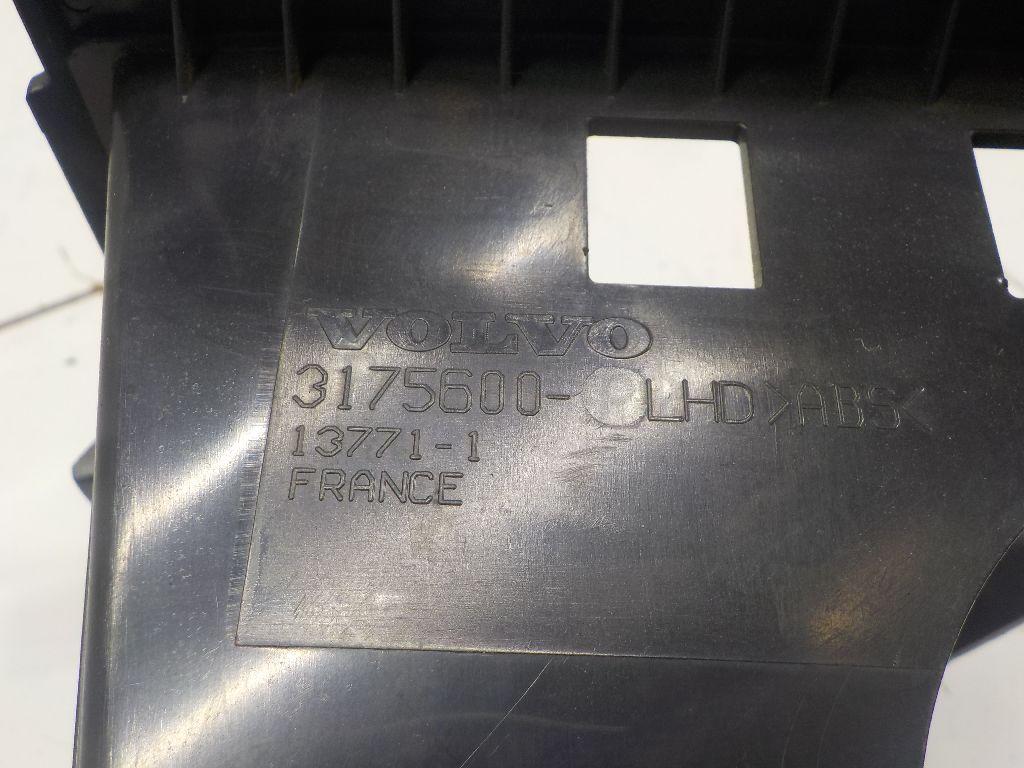 VOLVO
3175600- LHD >ABS<
13771-1
FRANCE